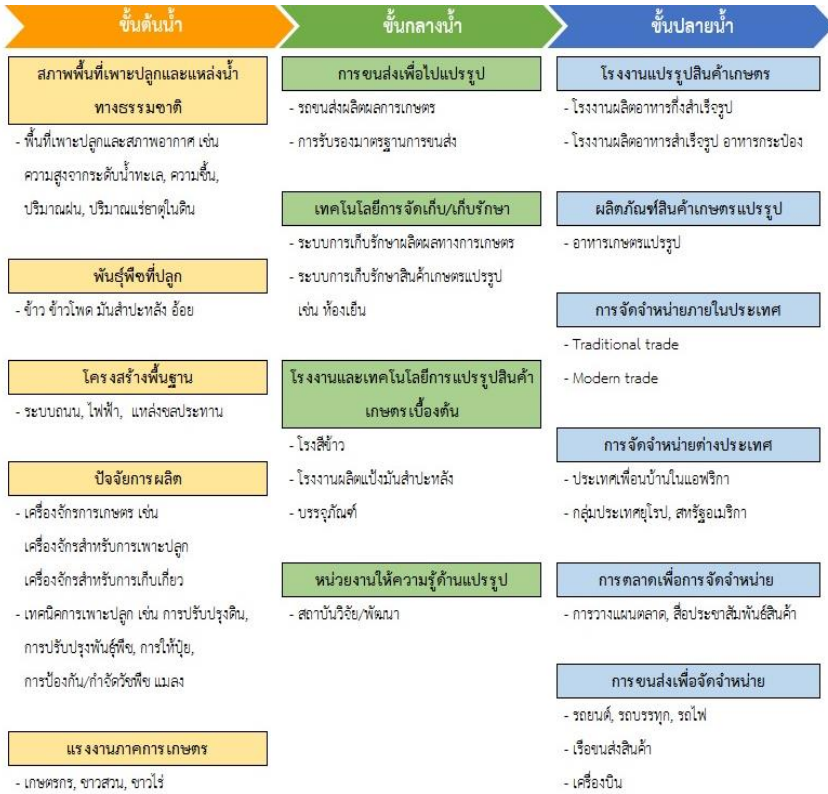 ขั้นต้นน้ำ
สภาพพื้นที่เพาะปลูกและแหล่งน้ำ
ทางธรรมชาติ
- พื้นที่เพาะปลูกและสภาพอากาศ เช่น
ความสูงจากระดับน้ำทะเล, ความชื้น,
ปริมาณฝน, ปริมาณแร่ธาตุในดิน
พันธุ์พืชที่ปลูก
- ข้าว ข้าวโพด มันสำปะหลัง อ้อย
โครงสร้างพื้นฐาน
- ระบบถนน, ไฟฟ้า, แหล่งชลประทาน
ปัจจัยการผลิต
- เครื่องจักรการเกษตร เช่น
เครื่องจักรสำหรับการเพาะปลูก
เครื่องจักรสำหรับการเก็บเกี่ยว
- เทคนิคการเพาะปลูก เช่น การปรับปรุงดิน,
การปรับปรุงพันธุ์พืช, การให้ปุ๋ย,
การป้องกัน/กำจัดวัชพืช แมลง
แรงงานภาคการเกษตร
- เกษตรกร, ชาวสวน, ชาวไร่
ขั้นกลางน้ำ
การขนส่งเพื่อไปแปรรูป
- รถขนส่งผลิตผลการเกษตร
- การรับรองมาตรฐานการขนส่ง
เทคโนโลยีการจัดเก็บ/เก็บรักษา
- ระบบการเก็บรักษาผลิตผลทางการเกษตร
- ระบบการเก็บรักษาสินค้าเกษตรแปรรูป
เช่น ห้องเย็น
โรงงานและเทคโนโลยีการแปรรูปสินค้า
เกษตรเบื้องต้น
- โรงสีข้าว
- โรงงานผลิตแป้งมันสำปะหลัง
- บรรจุภัณฑ์
หน่วยงานให้ความรู้ด้านแปรรูป
- สถาบันวิจัย/พัฒนา
ขั้นปลายน้ำ
โรงงานแปรรูปสินค้าเกษตร
- โรงงานผลิตอาหารกึ่งสำเร็จรูป
- โรงงานผลิตอาหารสำเร็จรูป อาหารกระป๋อง
ผลิตภัณฑ์สินค้าเกษตรแปรรูป
- อาหารเกษตรแปรรูป
การจัดจำหน่ายภายในประเทศ
- Traditional trade
- Modern trade
การจัดจำหน่ายต่างประเทศ
- ประเทศเพื่อนบ้านในแอฟริกา
- กลุ่มประเทศยุโรป, สหรัฐอเมริกา
การตลาดเพื่อการจัดจำหน่าย
- การวางแผนตลาด, สื่อประชาสัมพันธ์สินค้า
การขนส่งเพื่อจัดจำหน่าย
- รถยนต์, รถบรรทุก, รถไฟ
- เรือขนส่งสินค้า
- เครื่องบิน